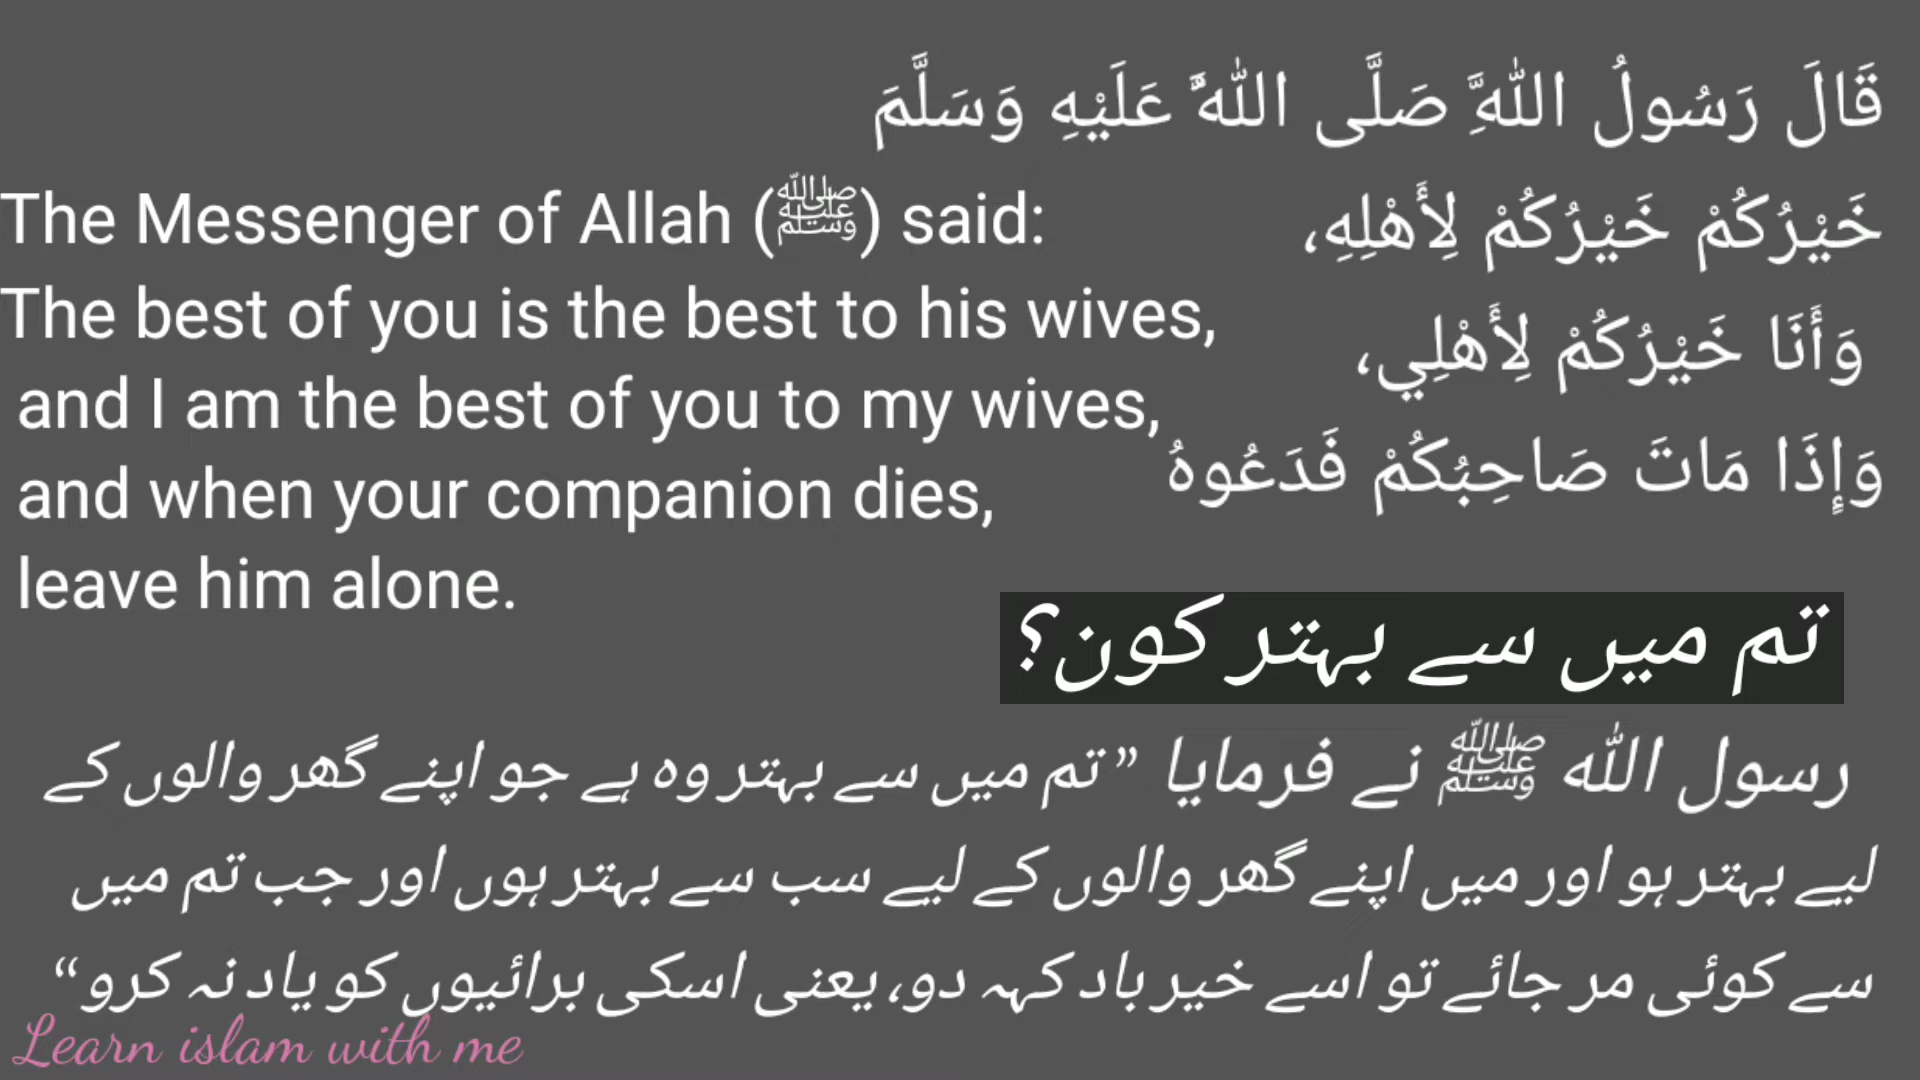 قَالَ رَسُولُ اللَّهِ صَلَّى اللَّهُ عَلَيْهِ وَسَلَّمَ
خَيْرُكُمْ خَيْرُكُمْ لِأَهْلِهِ،
وَأَنَا خَيْرُكُمْ لِأَهْلِي،
وَإِذَا مَاتَ صَاحِبُكُمْ فَدَعُوهُ
The Messenger of Allah (ﷺ) said:
The best of you is the best to his wives,
and I am the best of you to my wives,
and when your companion dies,
leave him alone.
تم میں سے بہتر کون؟
رسول اللہ ﷺ نے فرمایا ”تم میں سے بہتر وہ ہے جو اپنے گھر والوں کے
لیے بہتر ہو اور میں اپنے گھر والوں کے لیے سب سے بہتر ہوں اور جب تم میں
سے کوئی مر جائے تو اسے خیر باد کہہ دو، یعنی اسکی برائیوں کو یاد نہ کرو“
Learn islam with me